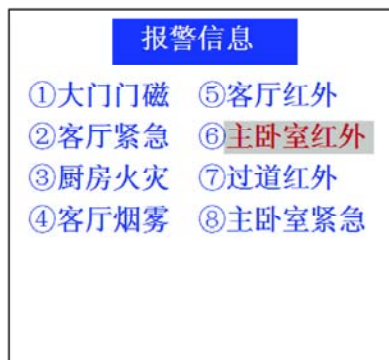 报警信息
①大门门磁 ⑤客厅红外
②客厅紧急 ⑥主卧室红外
③厨房火灾 ⑦过道红外
④客厅烟雾 ⑧主卧室紧急